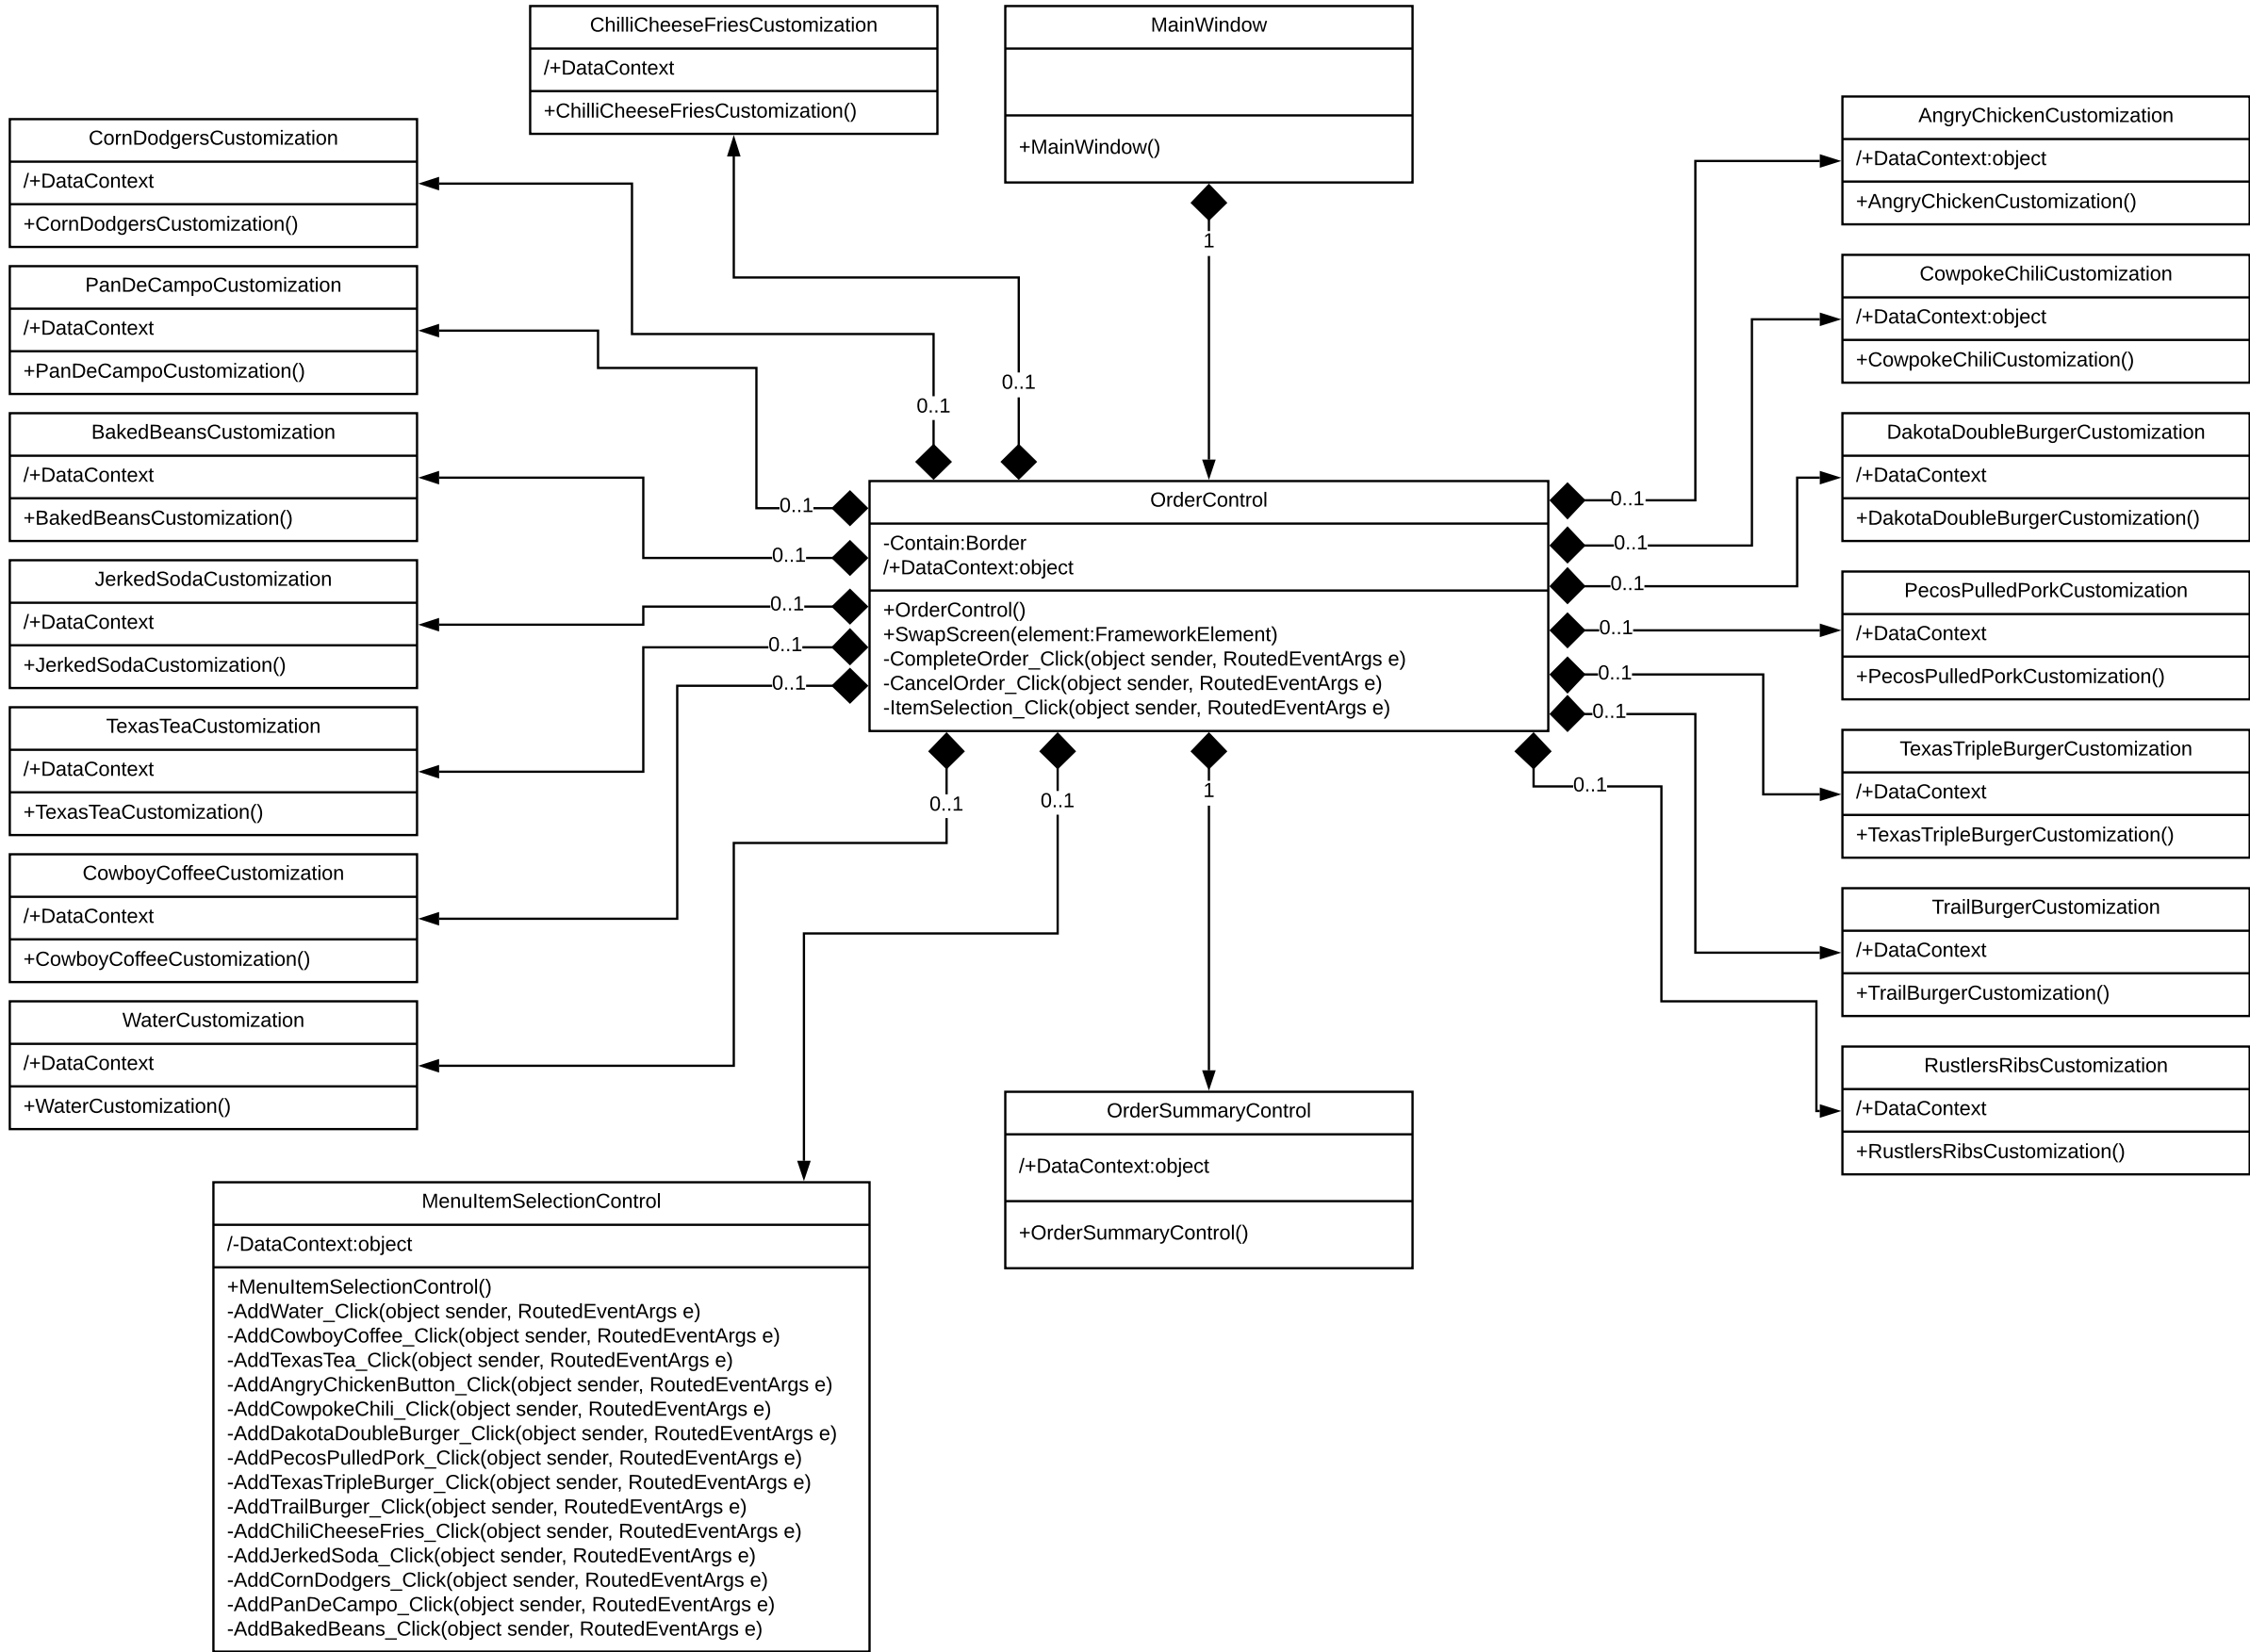 ChilliCheeseFriesCustomization
/+DataContext
+ChilliCheeseFriesCustomization()
MainWindow
+MainWindow()
1
CornDodgersCustomization
/+DataContext
+CornDodgersCustomization()
PanDeCampoCustomization
/+DataContext
+PanDeCampoCustomization()
BakedBeansCustomization
/+DataContext
+BakedBeansCustomization()
JerkedSodaCustomization
/+DataContext
+JerkedSodaCustomization()
TexasTeaCustomization
/+DataContext
+TexasTeaCustomization()
CowboyCoffeeCustomization
/+DataContext
+CowboyCoffeeCustomization()
WaterCustomization
/+DataContext
+WaterCustomization()
0..1
0..1
0..1
0..1
0..1
0..1
0..1
OrderControl
-Contain:Border
/+DataContext:object
+OrderControl()
+SwapScreen(element:FrameworkElement)
-CompleteOrder_Click(object sender, RoutedEventArgs e)
-CancelOrder_Click(object sender, RoutedEventArgs e)
-ItemSelection_Click(object sender, RoutedEventArgs e)
0..1
0..1
0..1
0..1
0..1
0..1
0..1
0..1
1
0..1
AngryChickenCustomization
/+DataContext:object
+AngryChickenCustomization()
CowpokeChiliCustomization
/+DataContext:object
+CowpokeChiliCustomization()
DakotaDoubleBurgerCustomization
/+DataContext
+DakotaDoubleBurgerCustomization()
PecosPulledPorkCustomization
/+DataContext
+PecosPulledPorkCustomization()
TexasTripleBurgerCustomization
/+DataContext
+TexasTripleBurgerCustomization()
TrailBurgerCustomization
/+DataContext
+TrailBurgerCustomization()
RustlersRibsCustomization
/+DataContext
+RustlersRibsCustomization()
OrderSummaryControl
/+DataContext:object
+OrderSummaryControl()
MenuItemSelectionControl
/-DataContext:object
+MenuItemSelectionControl()
-AddWater_Click(object sender, RoutedEventArgs e)
-AddCowboyCoffee_Click(object sender, RoutedEventArgs e)
-AddTexasTea_Click(object sender, RoutedEventArgs e)
-AddAngryChickenButton_Click(object sender, RoutedEventArgs e)
-AddCowpokeChili_Click(object sender, RoutedEventArgs e)
-AddDakotaDoubleBurger_Click(object sender, RoutedEventArgs e)
-AddPecosPulledPork_Click(object sender, RoutedEventArgs e)
-AddTexasTripleBurger_Click(object sender, RoutedEventArgs e)
-AddTrailBurger_Click(object sender, RoutedEventArgs e)
-AddChiliCheeseFries_Click(object sender, RoutedEventArgs e)
-AddJerkedSoda_Click(object sender, RoutedEventArgs e)
-AddCornDodgers_Click(object sender, RoutedEventArgs e)
-AddPanDeCampo_Click(object sender, RoutedEventArgs e)
-AddBakedBeans_Click(object sender, RoutedEventArgs e)